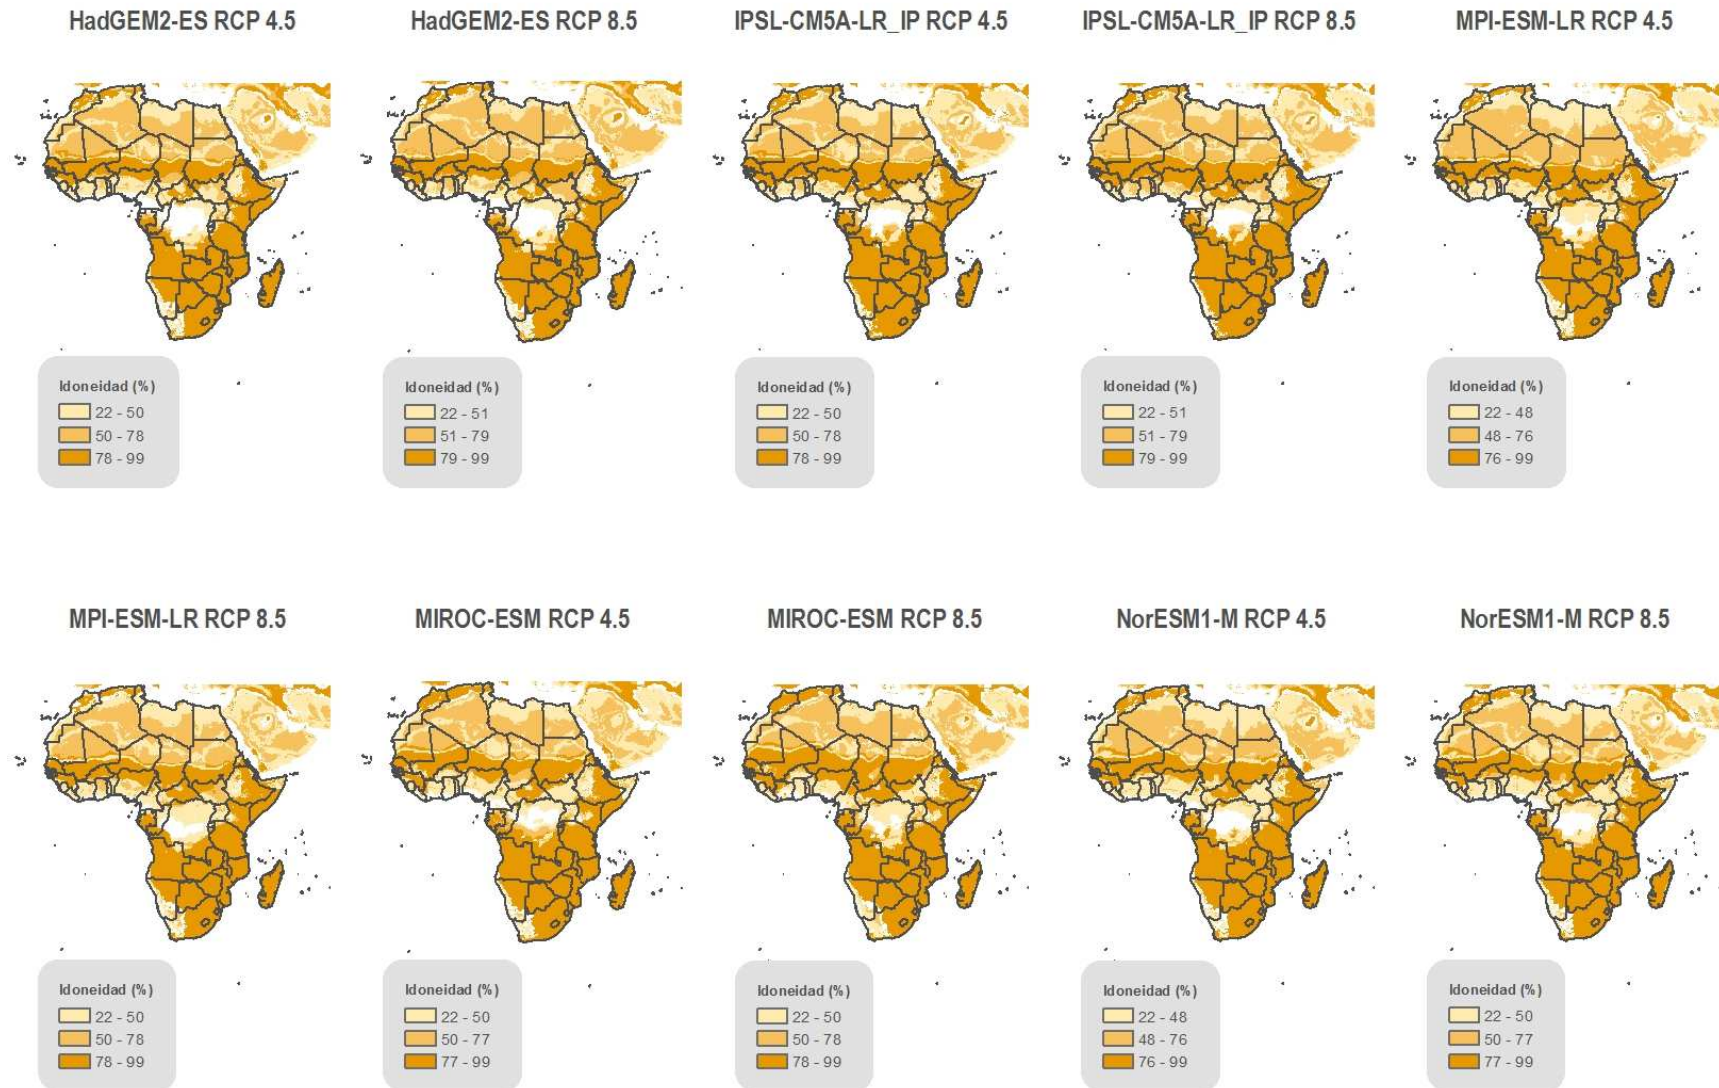 HadGEM2-ES RCP 4.5
HadGEM2-ES RCP 8.5
IPSL-CM5A-LR_IP RCP 4.5
IPSL-CM5A-LR_IP RCP 8.5
MPI-ESM-LR RCP 4.5
Idoneidad (%)
22 - 50
50 - 78
78 - 99
Idoneidad (%)
22 - 51
51 - 79
79 - 99
Idoneidad (%)
22 - 50
50 - 78
78 - 99
Idoneidad (%)
22 - 51
51 - 79
79 - 99
Idoneidad (%)
22 - 48
48 - 76
76 - 99
MPI-ESM-LR RCP 8.5
MIROC-ESM RCP 4.5
MIROC-ESM RCP 8.5
NorESM1-M RCP 4.5
NorESM1-M RCP 8.5
Idoneidad (%)
22 - 50
50 - 78
78 - 99
Idoneidad (%)
22 - 50
50 - 77
77 - 99
Idoneidad (%)
22 - 50
50 - 78
78 - 99
Idoneidad (%)
22 - 48
48 - 76
76 - 99
Idoneidad (%)
22 - 50
50 - 77
77 - 99